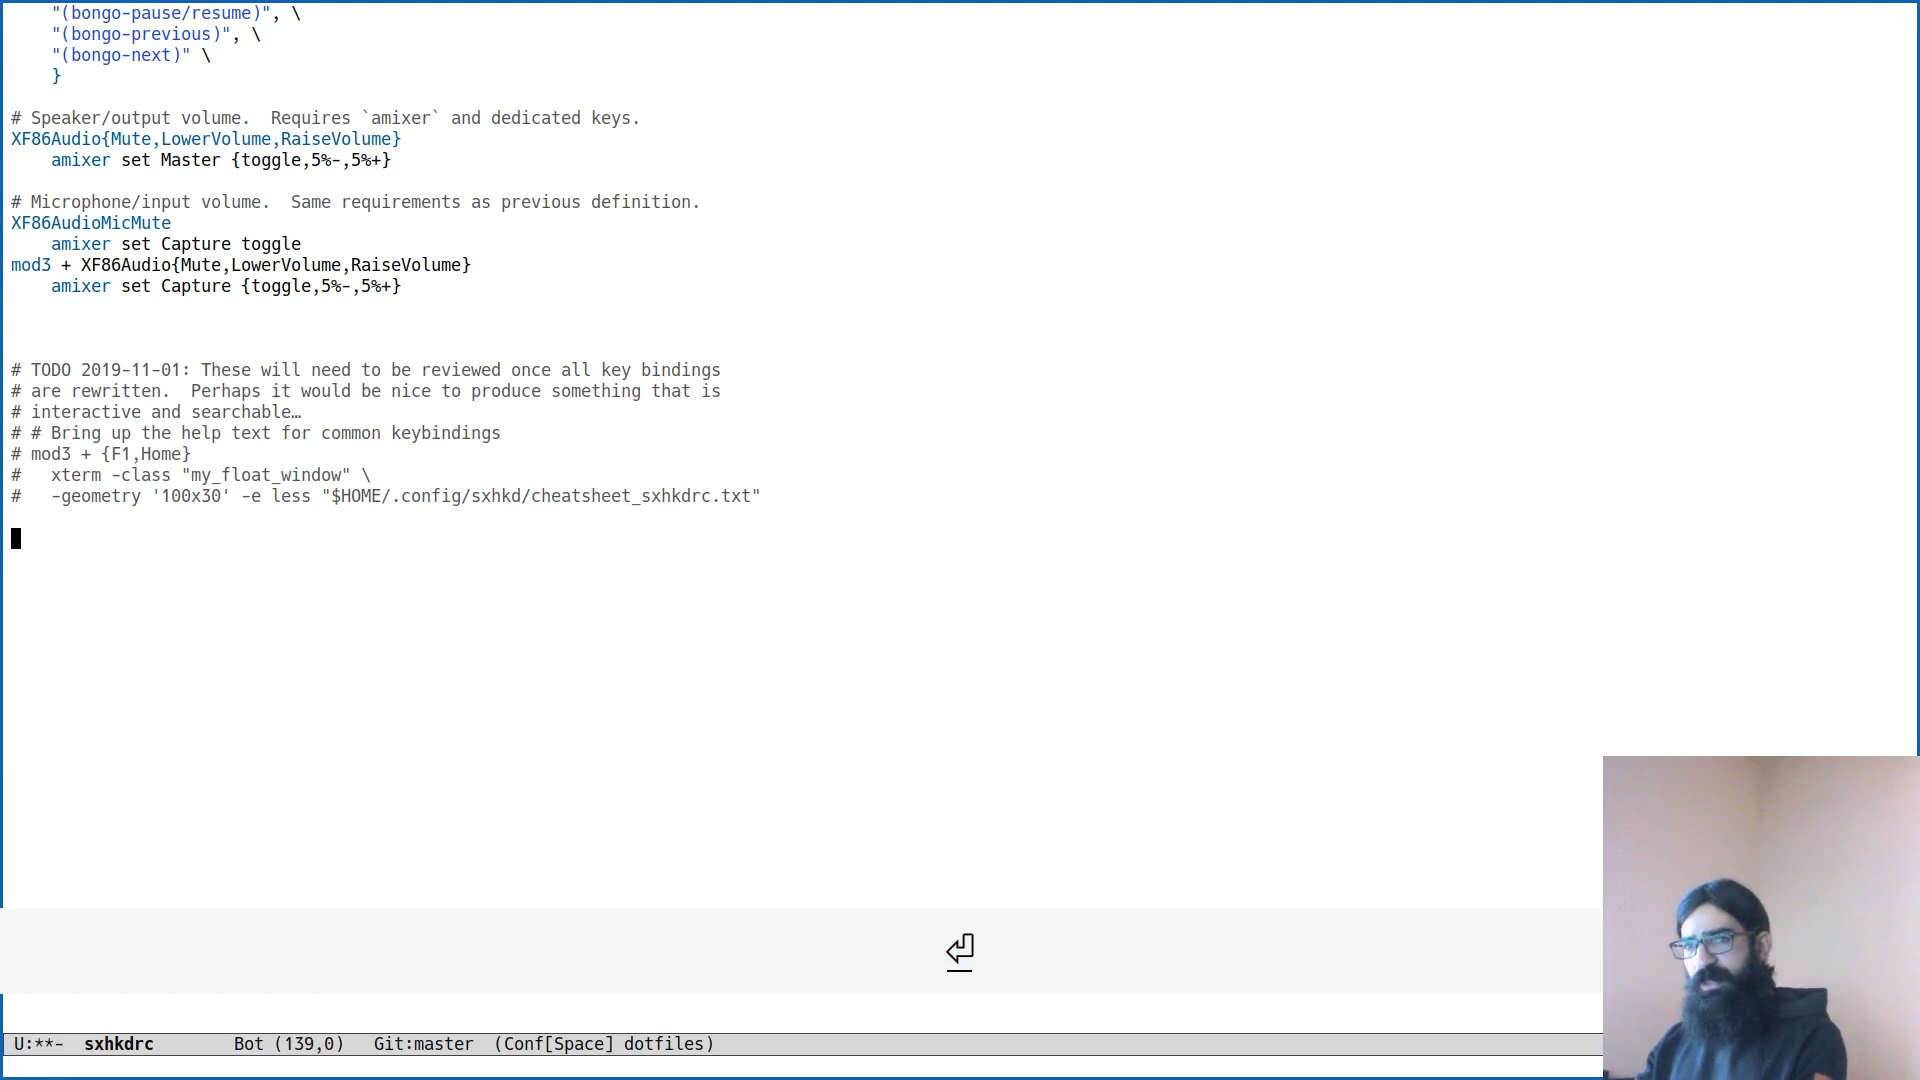 "(bongo-pause/resume)", \
"(bongo-previous)", \
"(bongo-next)" \
}
# Speaker/output volume.  Requires `amixer` and dedicated keys.
XF86Audio{Mute,LowerVolume,RaiseVolume}
amixer set Master {toggle,5%-,5%+}
# Microphone/input volume.  Same requirements as previous definition.
XF86AudioMicMute
amixer set Capture toggle
mod3 + XF86Audio{Mute,LowerVolume,RaiseVolume}
amixer set Capture {toggle,5%-,5%+}
# TODO 2019-11-01: These will need to be reviewed once all key bindings
# are rewritten.  Perhaps it would be nice to produce something that is
# interactive and searchable…
# # Bring up the help text for common keybindings
# mod3 + {F1,Home}
#   xterm -class "my_float_window" \
#   -geometry '100x30' -e less "$HOME/.config/sxhkd/cheatsheet_sxhkdrc.txt"
U:**-  sxhkdrc        Bot (139,0)   Git:master  (Conf[Space] dotfiles)